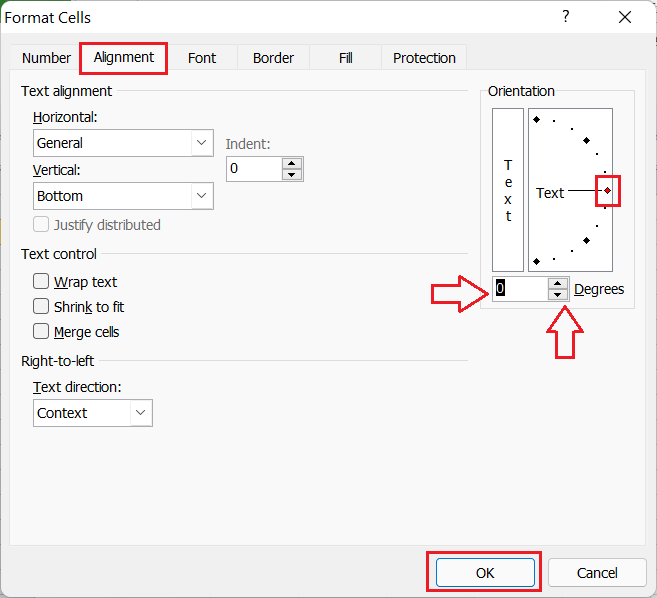 Format Cells ?
Number Alignment Font Border Fill Protection
Text alignment
Horizontal:
General
Indent:
0
Vertical:
Bottom
Justify distributed
Text control
Wrap text
Shrink to fit
Merge cells
Right-to-left
Text direction:
Context
Orientation
T
e
x
t
Text
0 Degrees
OK Cancel